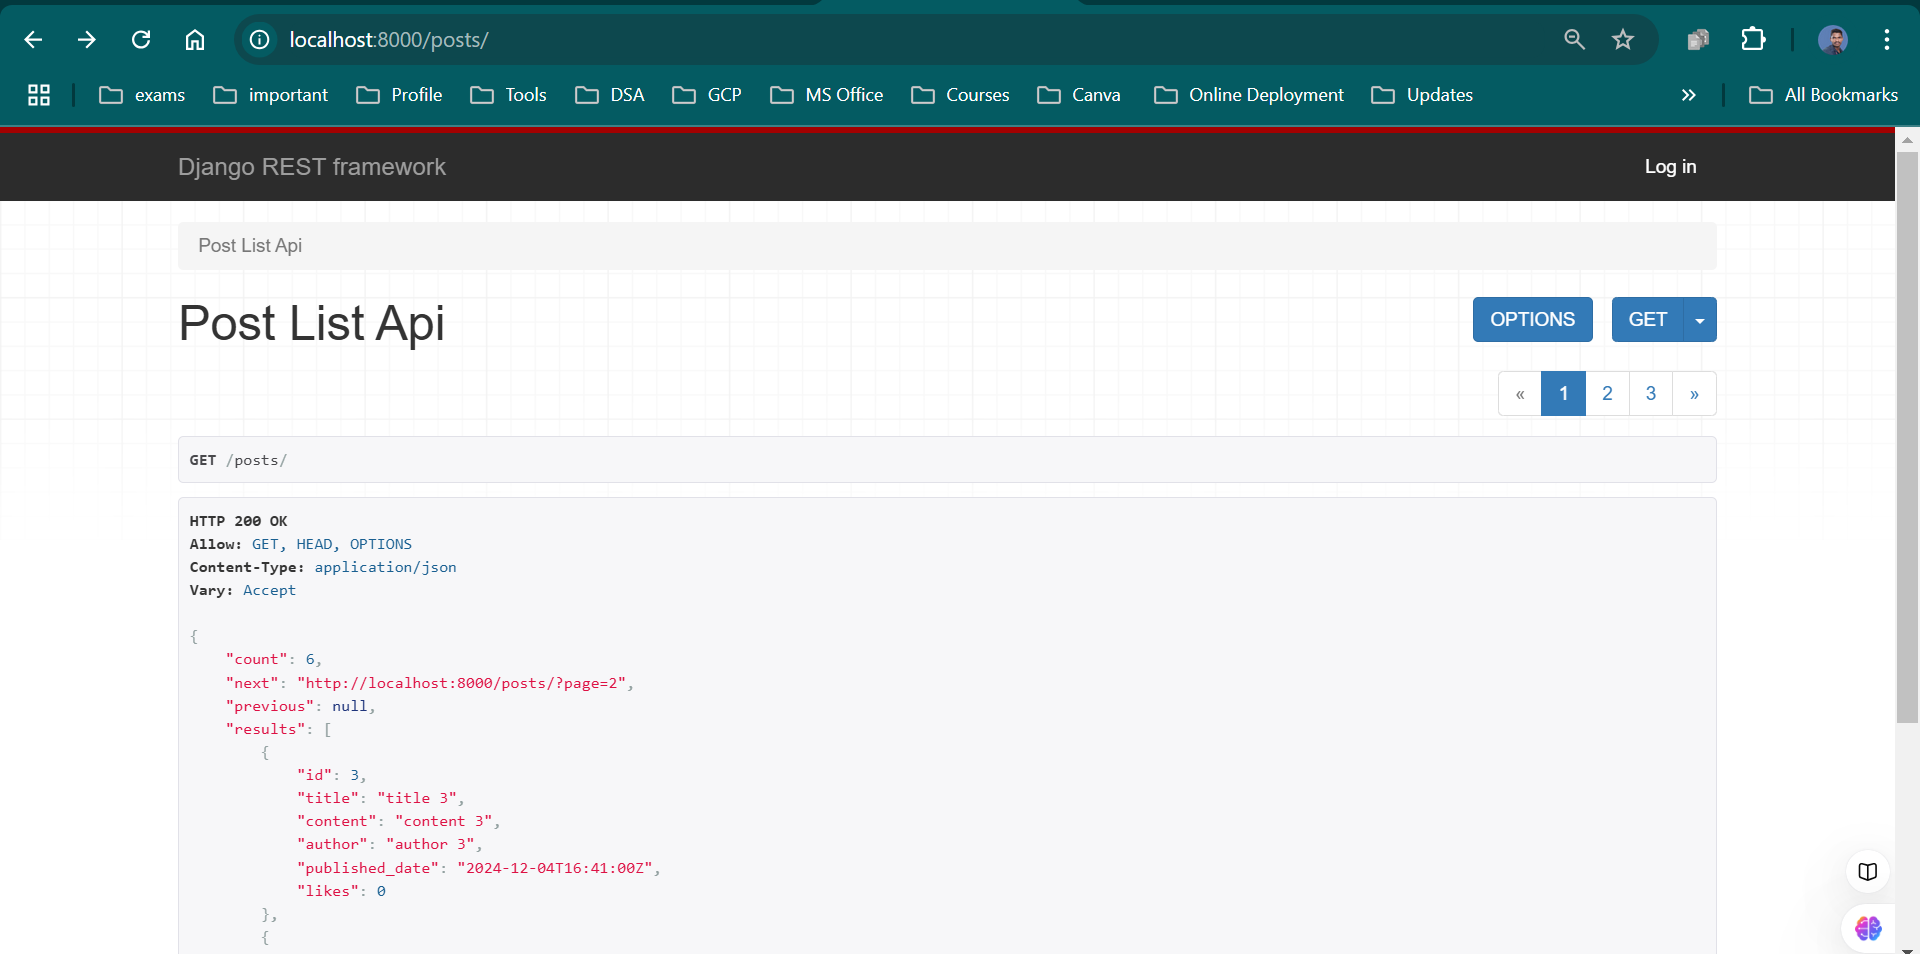 localhost:8000/posts/
exams important Profile Tools DSA GCP MS Office Courses Canva Online Deployment Updates » All Bookmarks
Django REST framework Log in
Post List Api
Post List Api OPTIONS GET
« 1 2 3 »
GET /posts/
HTTP 200 OK
Allow: GET, HEAD, OPTIONS
Content-Type: application/json
Vary: Accept
{
    "count": 6,
    "next": "http://localhost:8000/posts/?page=2",
    "previous": null,
    "results": [
        {
            "id": 3,
            "title": "title 3",
            "content": "content 3",
            "author": "author 3",
            "published_date": "2024-12-04T16:41:00Z",
            "likes": 0
        },
        {